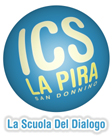 ICS
LA PIRA
SAN DONNINO
La Scuola Del Dialogo